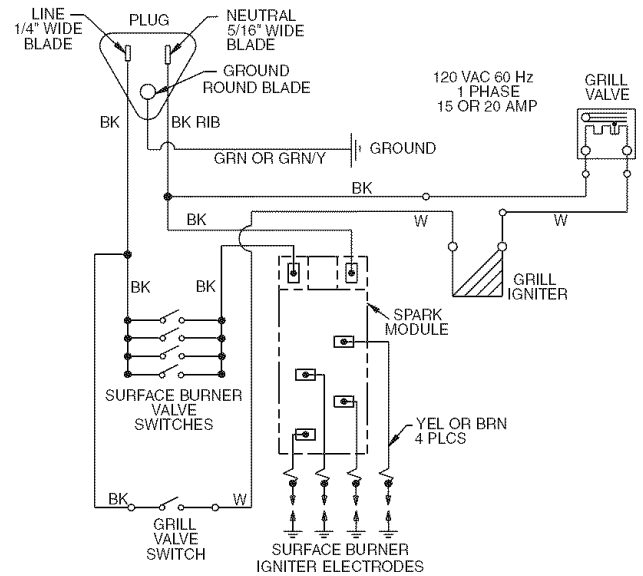 LINE
1/4" WIDE
BLADE
PLUG
NEUTRAL
5/16" WIDE
BLADE
GROUND
ROUND BLADE
120 VAC 60 Hz
1 PHASE
15 OR 20 AMP
GRILL
VALVE
BK
BK RIB
GRN OR GRN/Y
GROUND
BK
BK
W
W
BK
BK
GRILL
IGNITER
SPARK
MODULE
SURFACE BURNER
VALVE
SWITCHES
YEL OR BRN
4 PLCS
BK
W
GRILL
VALVE
SWITCH
SURFACE BURNER
IGNITER ELECTRODES